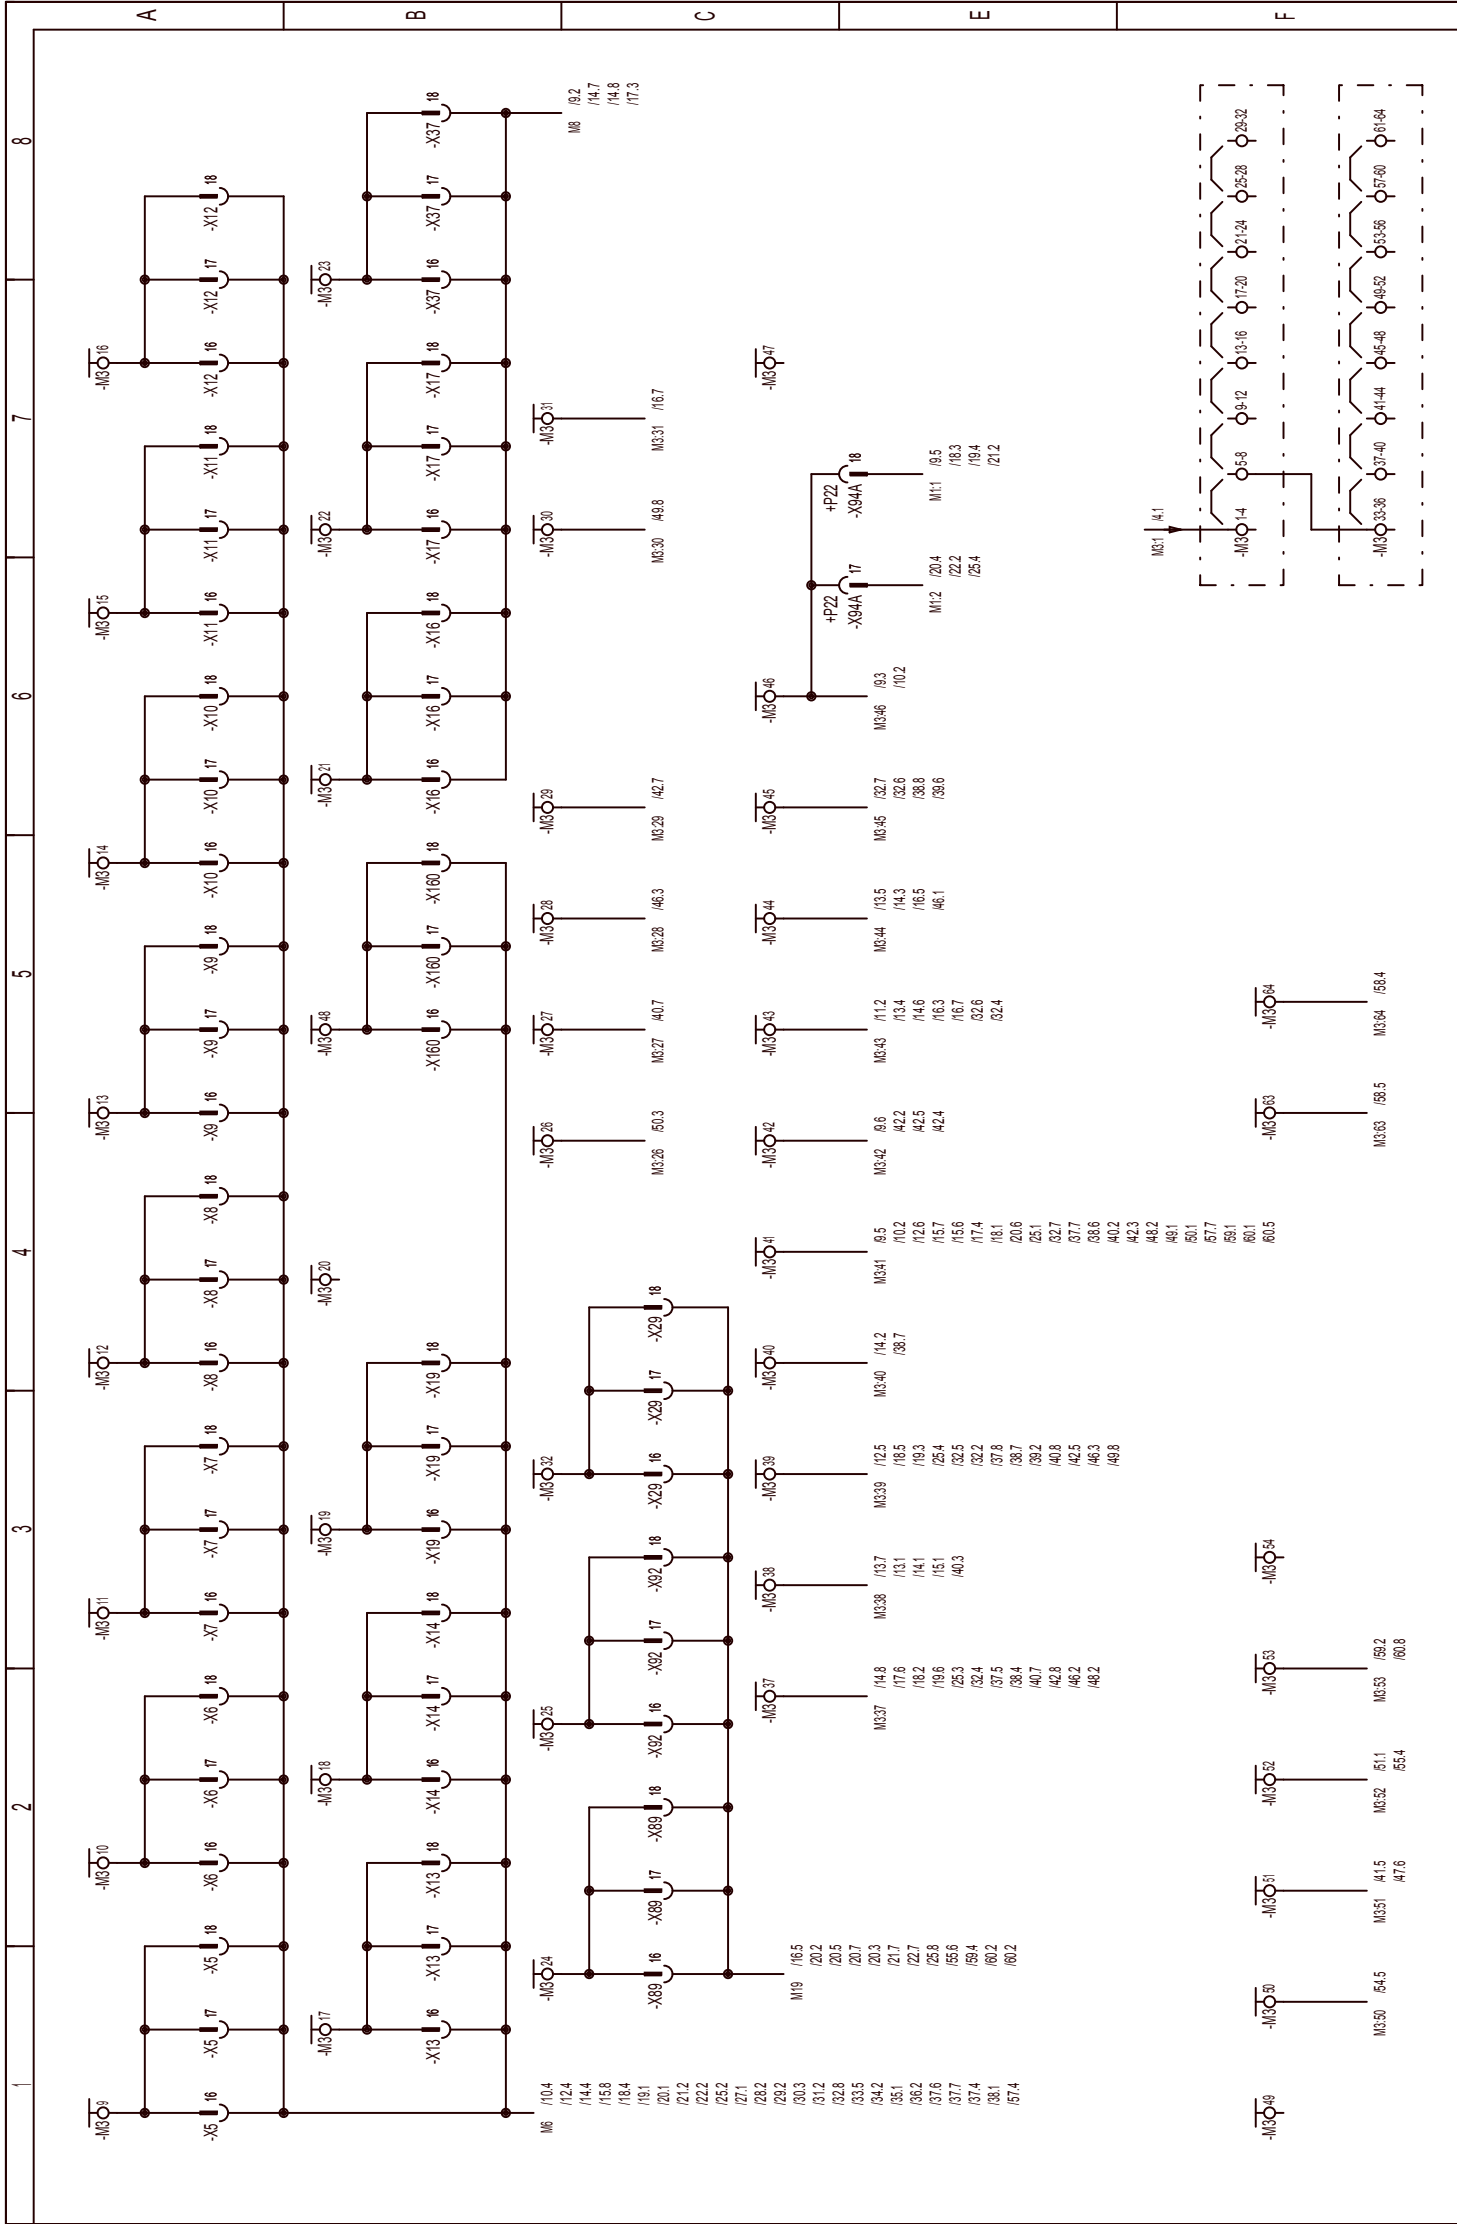 1 2 3 4 5 6 7 8
A
-M3 9 -M3 10 -M3 11 -M3 12 -M3 13 -M3 14 -M3 15 -M3 16
-X5 16 -X5 17 -X5 18 -X6 16 -X6 17 -X6 18 -X7 16 -X7 17 -X7 18 -X8 16 -X8 17 -X8 18 -X9 16 -X9 17 -X9 18 -X10 16 -X10 17 -X10 18 -X11 16 -X11 17 -X11 18 -X12 16 -X12 17 -X12 18
B
-M3 17 -M3 18 -M3 19 -M3 20 -M3 48 -M3 21 -M3 22 -M3 23
-X13 16 -X13 17 -X13 18 -X14 16 -X14 17 -X14 18 -X19 16 -X19 17 -X19 18 -X160 16 -X160 17 -X160 18 -X16 16 -X16 17 -X16 18 -X17 16 -X17 17 -X17 18 -X37 16 -X37 17 -X37 18
M6 /10.4
/12.4
/14.4
/15.8
/18.4
/19.1
/20.1
/21.2
/22.2
/25.2
/27.1
/28.2
/29.2
/30.3
/31.2
/32.8
/33.5
/34.2
/35.1
/36.2
/37.6
/37.7
/37.4
/38.1
/57.4
M8 /9.2
/14.7
/14.8
/17.3
C
-M3 24 -M3 25 -M3 32 -M3 26 -M3 27 -M3 28 -M3 29 -M3 30 -M3 31
-X89 16 -X89 17 -X89 18 -X92 16 -X92 17 -X92 18 -X29 16 -X29 17 -X29 18
M3:26 /50.3
M3:27 /40.7
M3:28 /46.3
M3:29 /42.7
M3:30 /49.8
M3:31 /16.7
M19 /16.5
/20.2
/20.5
/20.7
/20.3
/21.7
/22.7
/25.8
/55.6
/59.4
/60.2
/60.2
-M3 37 -M3 38 -M3 39 -M3 40 -M3 41 -M3 42 -M3 43 -M3 44 -M3 45 -M3 46 -M3 47
E
M3:37 /14.8
/17.6
/18.2
/19.6
/25.3
/32.4
/37.5
/38.4
/40.7
/42.8
/46.2
/48.2
M3:38 /13.7
/13.1
/14.1
/15.1
/40.3
M3:39 /12.5
/18.5
/19.3
/25.4
/32.5
/32.2
/37.8
/38.7
/39.2
/40.8
/42.5
/46.3
/49.8
M3:40 /14.2
/38.7
M3:41 /9.5
/10.2
/12.6
/15.7
/15.6
/17.4
/18.1
/20.6
/25.1
/32.7
/37.7
/38.6
/40.2
/42.3
/48.2
/49.1
/50.1
/57.7
/59.1
/60.1
/60.5
M3:42 /9.6
/42.2
/42.5
/42.4
M3:43 /11.2
/13.4
/14.6
/16.3
/16.7
/32.6
/32.4
M3:44 /13.5
/14.3
/16.5
/46.1
M3:45 /32.7
/32.6
/38.8
/39.6
M3:46 /9.3
/10.2
+P22
-X94A 17
M1:2 /20.4
/22.2
/25.4
+P22
-X94A 18
M1:1 /9.5
/18.3
/19.4
/21.2
F
M3:1 /4.1
-M3 1-4 5-8 9-12 13-16 17-20 21-24 25-28 29-32
-M3 33-36 37-40 41-44 45-48 49-52 53-56 57-60 61-64
-M3 49 -M3 50 -M3 51 -M3 52 -M3 53 -M3 54 -M3 63 -M3 64
M3:50 /54.5
M3:51 /41.5
/47.6
M3:52 /51.1
/55.4
M3:53 /59.2
/60.8
M3:63 /58.5
M3:64 /58.4